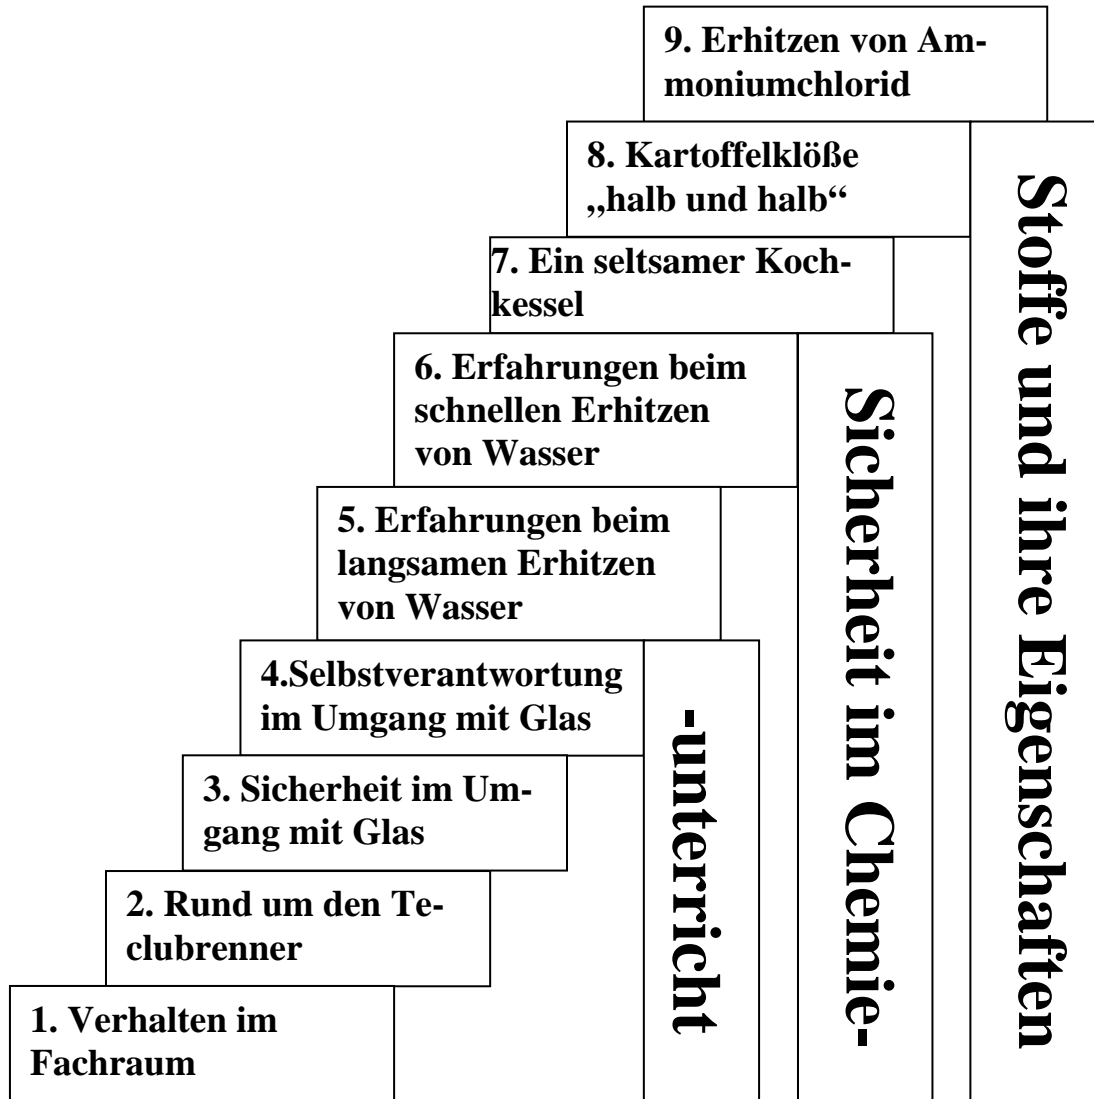 9. Erhitzen von Am-
moniumchlorid
8. Kartoffelklöße
„halb und halb“
7. Ein seltsamer Koch-
kessel
6. Erfahrungen beim
schnellen Erhitzen
von Wasser
5. Erfahrungen beim
langsamen Erhitzen
von Wasser
4.Selbstverantwortung
im Umgang mit Glas
3. Sicherheit im Um-
gang mit Glas
2. Rund um den Te-
clubrenner
1. Verhalten im
Fachraum
Stoffe und ihre Eigenschaften
Sicherheit im Chemie-
-unterricht